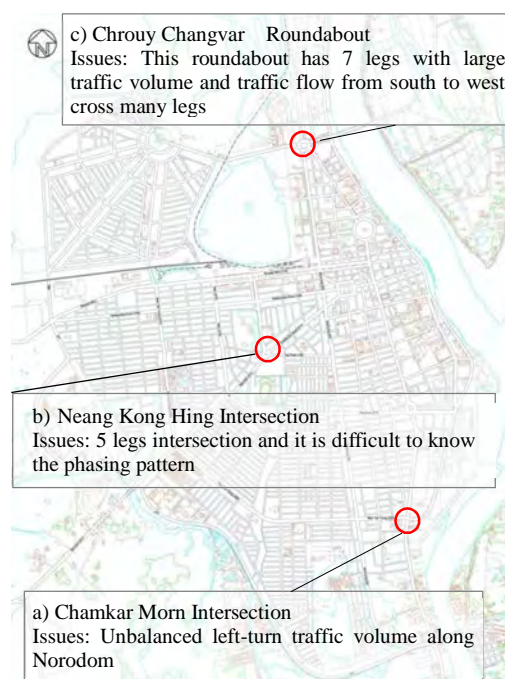 c) Chrouy Changvar Roundabout
Issues: This roundabout has 7 legs with large
traffic volume and traffic flow from south to west
cross many legs
N
b) Neang Kong Hing Intersection
Issues: 5 legs intersection and it is difficult to know
the phasing pattern
a) Chamkar Morn Intersection
Issues: Unbalanced left-turn traffic volume along
Norodom